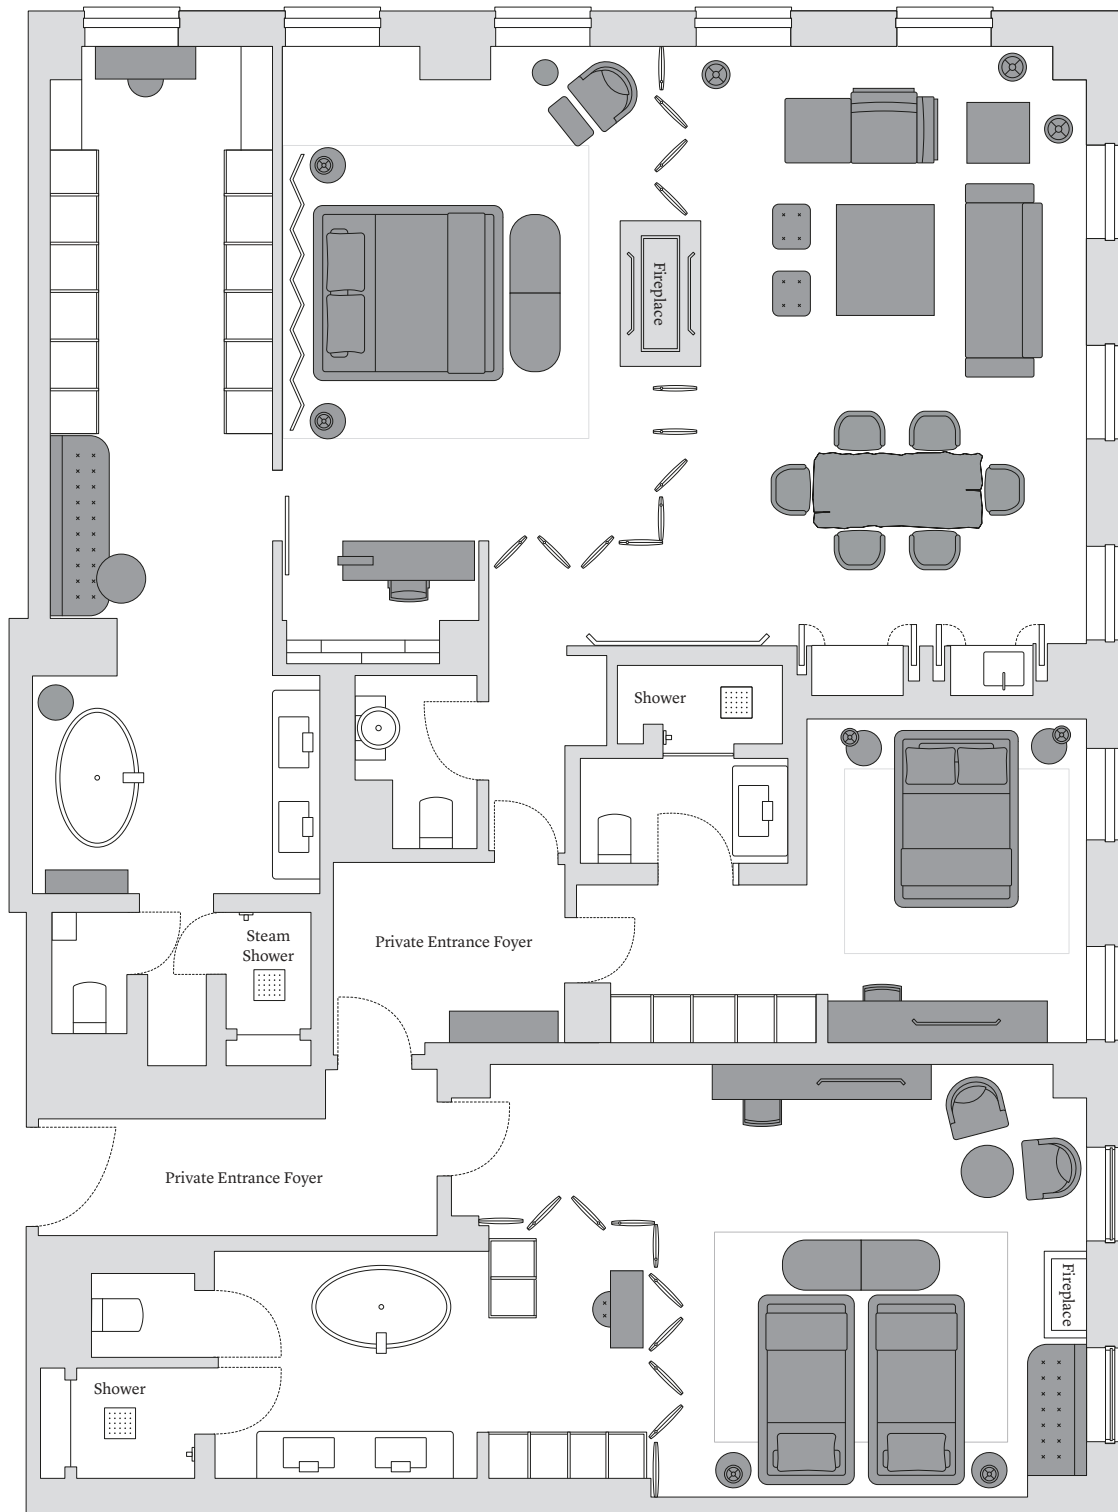 Fireplace
Shower
Steam
Shower
Private Entrance Foyer
Private Entrance Foyer
Fireplace
Shower